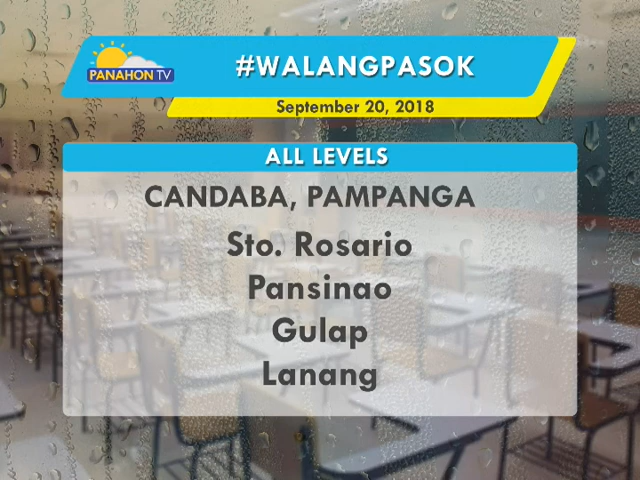 PANAHON TV
#WALANGPASOK
September 20, 2018
ALL LEVELS
CANDABA, PAMPANGA
Sto. Rosario
Pansinao
Gulap
Lanang